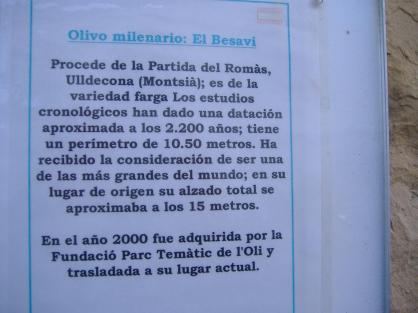 Olivo milenario: El Besavi
Procede de la Partida del Romàs,
Ulldecona (Montsià); es de la
variedad farga Los estudios
cronológicos han dado una datación
aproximada a los 2.200 años; tiene
un perímetro de 10.50 metros. Ha
recibido la consideración de ser una
de las más grandes del mundo; en su
lugar de origen su alzado total se
aproximaba a los 15 metros.
En el año 2000 fue adquirida por la
Fundació Parc Temàtic de l'Oli y
trasladada a su lugar actual.